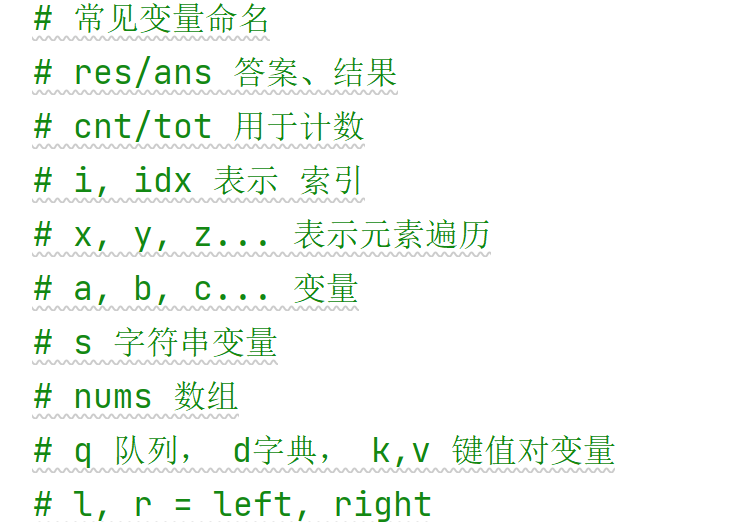 # 常见变量命名
# res/ans 答案、结果
# cnt/tot 用于计数
# i, idx 表示 索引
# x, y, z... 表示元素遍历
# a, b, c... 变量
# s 字符串变量
# nums 数组
# q 队列， d字典， k,v 键值对变量
# l, r = left, right